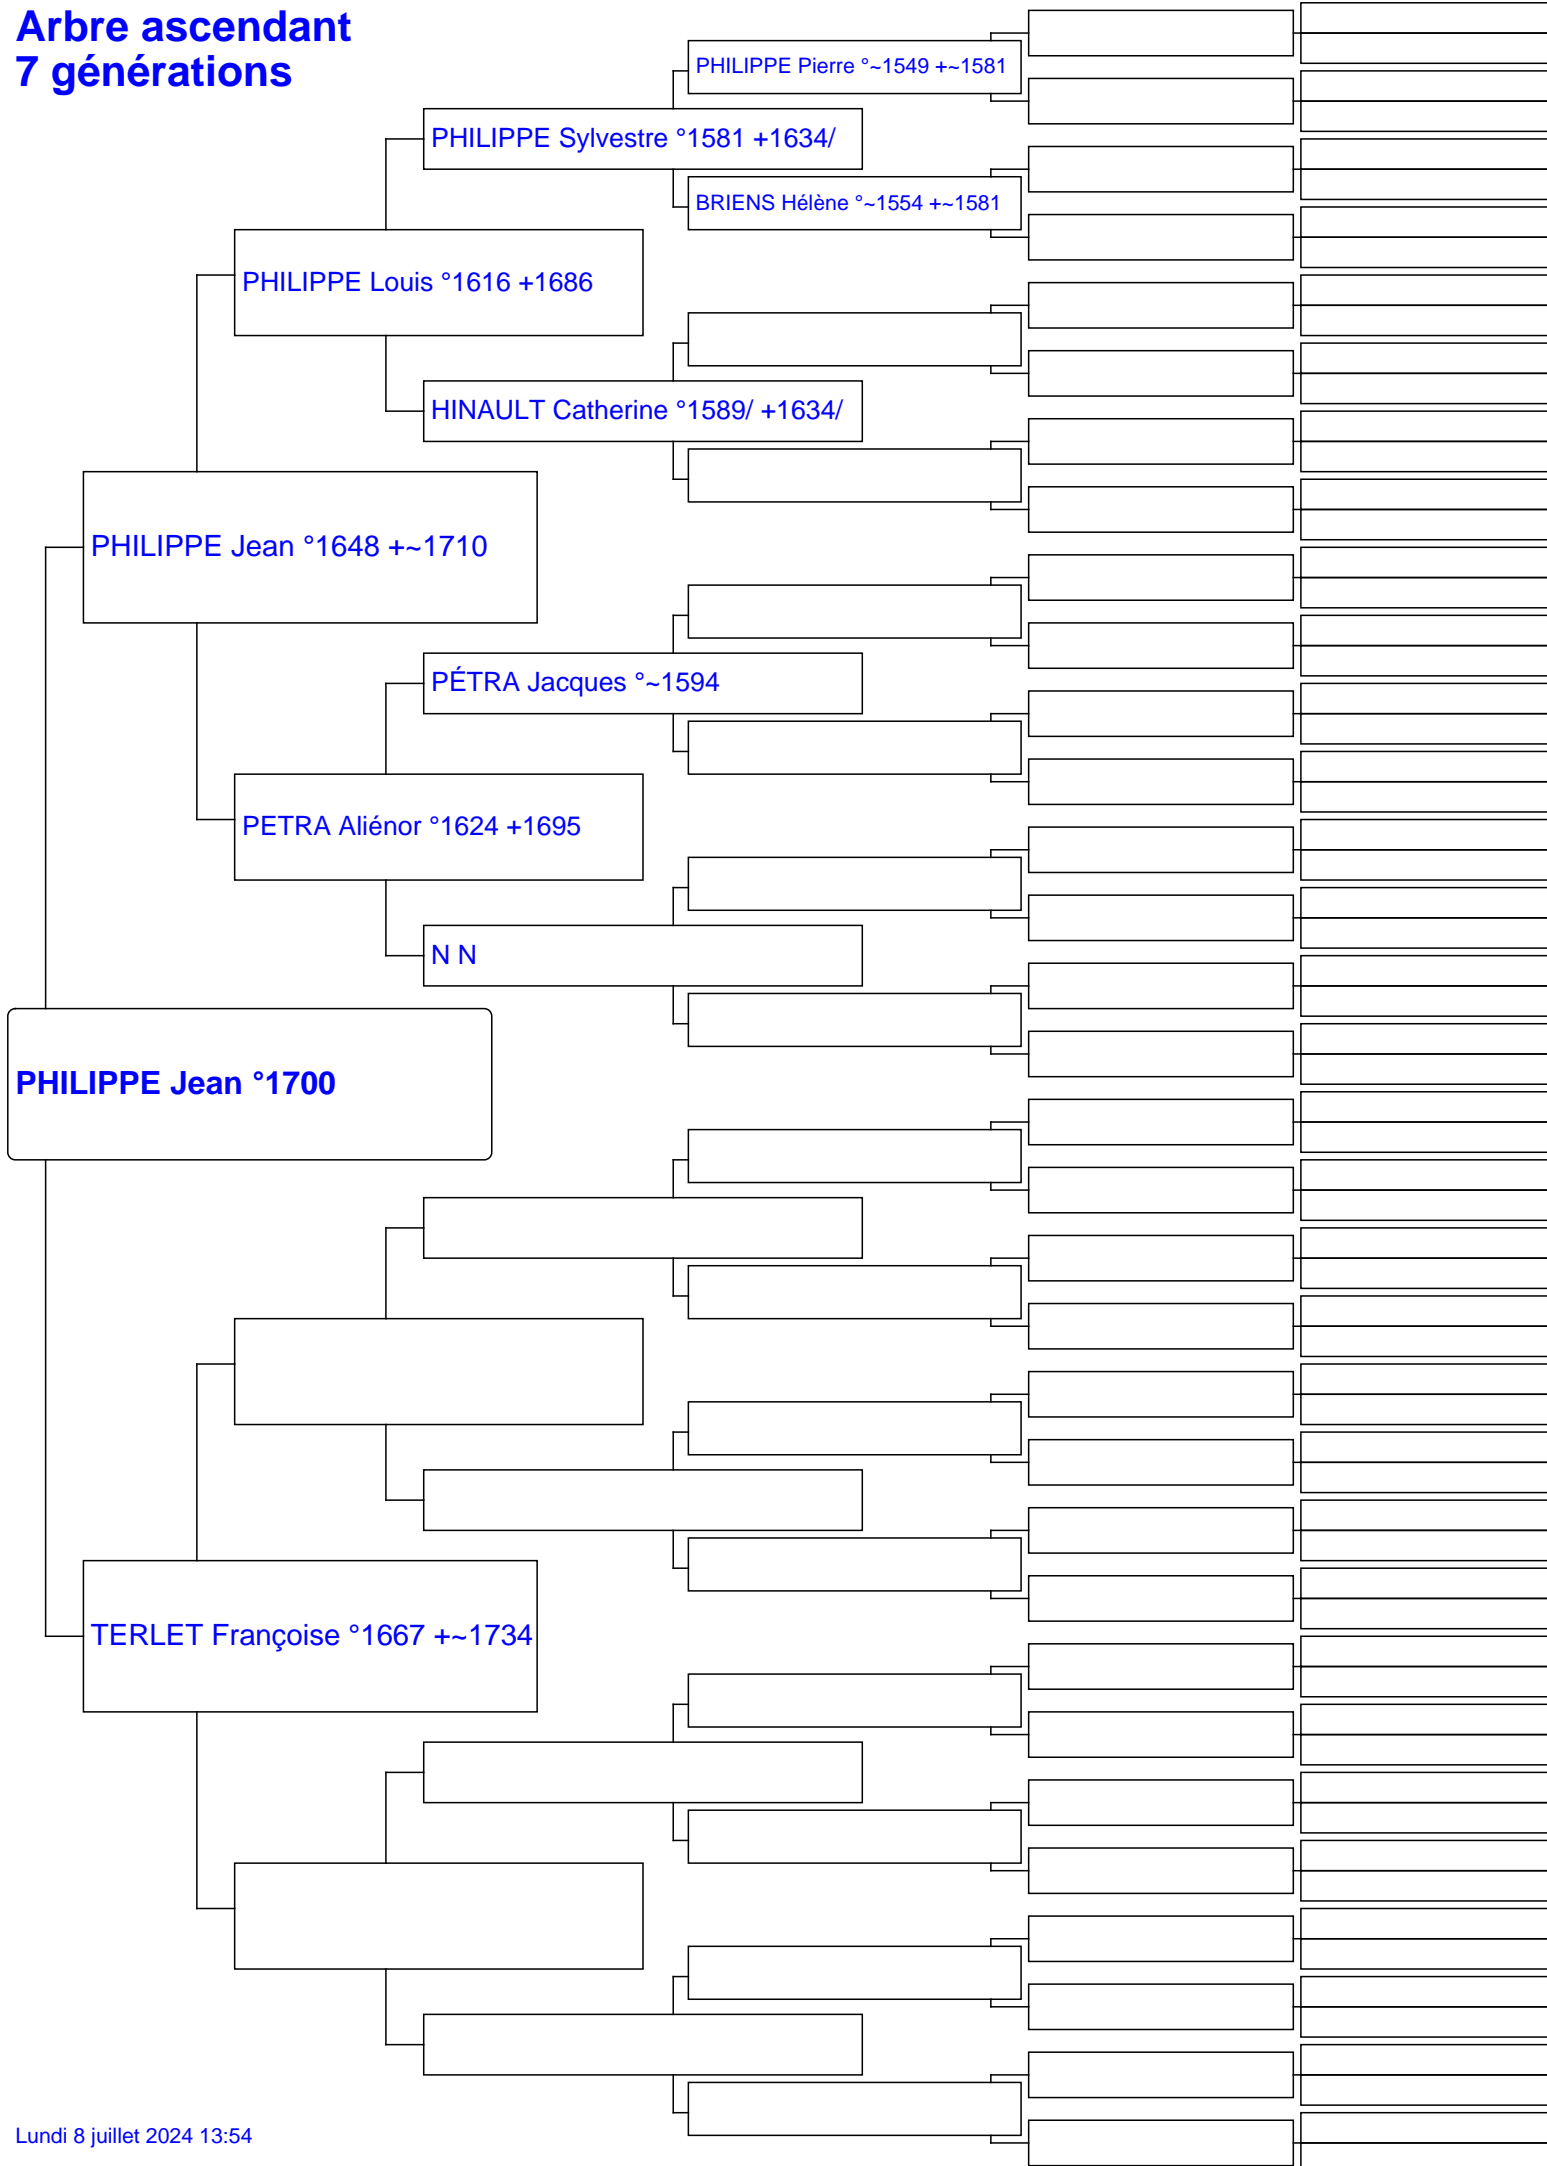 Arbre ascendant
7 générations
PHILIPPE Pierre °~1549 +~1581
PHILIPPE Sylvestre °1581 +1634/
BRIENS Hélène °~1554 +~1581
PHILIPPE Louis °1616 +1686
HINAULT Catherine °1589/ +1634/
PHILIPPE Jean °1648 +~1710
PÉTRA Jacques °~1594
PETRA Aliénor °1624 +1695
N N
PHILIPPE Jean °1700
TERLET Françoise °1667 +~1734
Lundi 8 juillet 2024 13:54